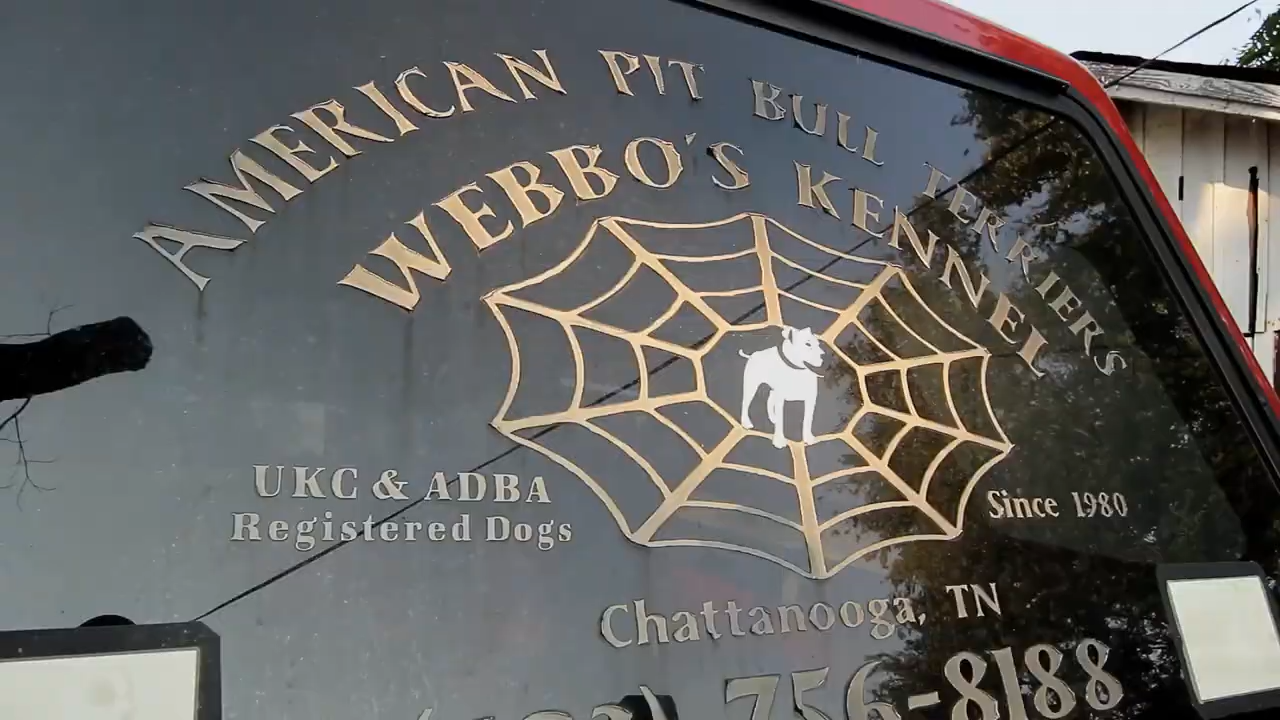 AMERICAN PIT BULL TERRIERS
WEBBO'S KENNEL
UKC & ADBA
Registered Dogs
Since 1980
Chattanooga, TN
756-8188